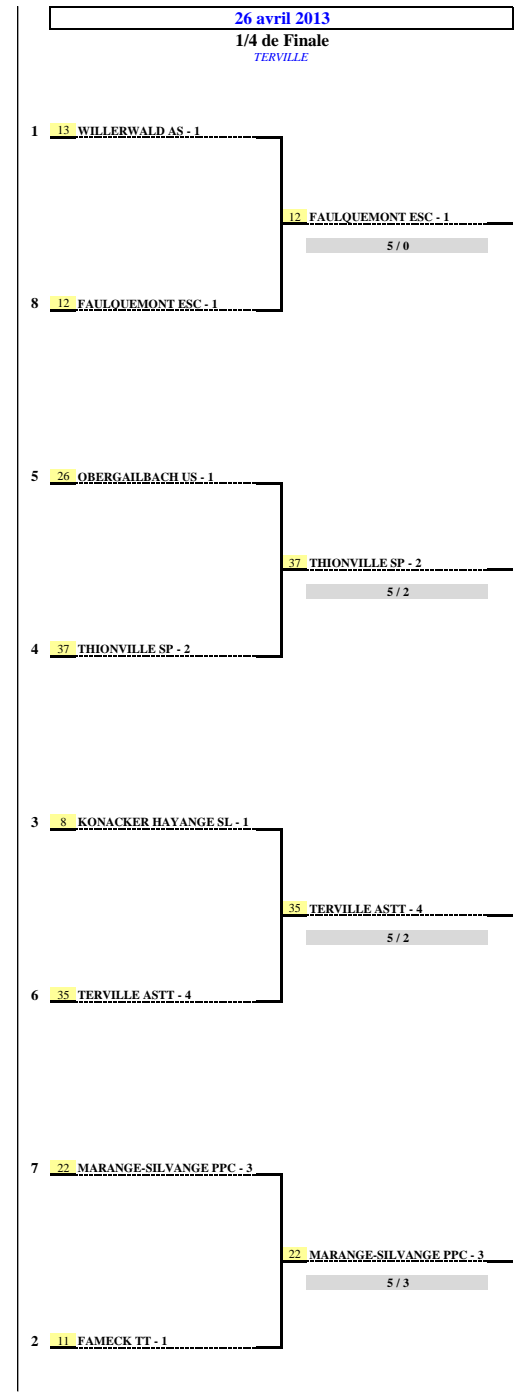 26 avril 2013
1/4 de Finale
TERVILLE
1 13 WILLERWALD AS - 1
12 FAULQUEMONT ESC - 1
5 / 0
8 12 FAULQUEMONT ESC - 1
5 26 OBERGAILBACH US - 1
37 THIONVILLE SP - 2
5 / 2
4 37 THIONVILLE SP - 2
3 8 KONACKER HAYANGE SL - 1
35 TERVILLE ASTT - 4
5 / 2
6 35 TERVILLE ASTT - 4
7 22 MARANGE-SILVANGE PPC - 3
22 MARANGE-SILVANGE PPC - 3
5 / 3
2 11 FAMECK TT - 1